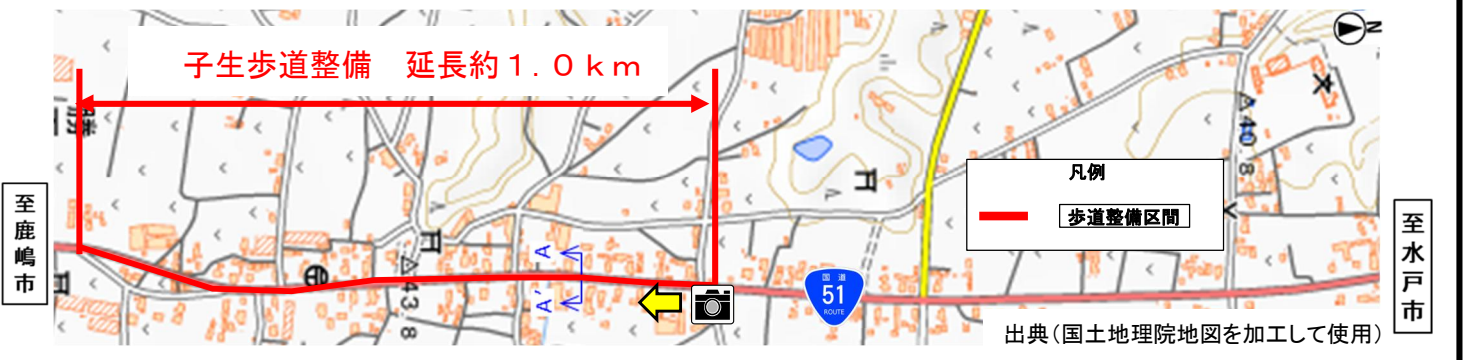 子生歩道整備　延長約１.０ｋｍ
N
40.8
凡例
歩道整備区間
至鹿嶋市
至水戸市
A
A'
43.8
国道
51
ROUTE
出典(国土地理院地図を加工して使用)